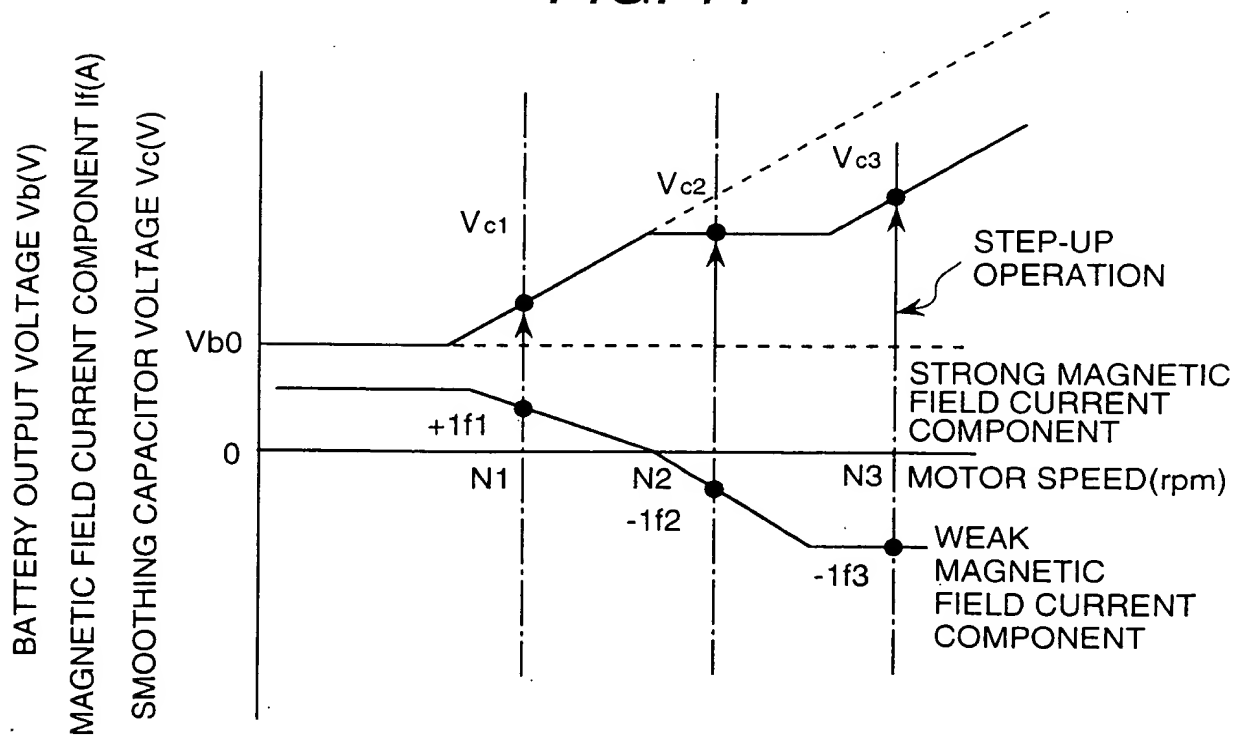 BATTERY OUTPUT VOLTAGE Vb(V)
MAGNETIC FIELD CURRENT COMPONENT If(A)
SMOOTHING CAPACITOR VOLTAGE Vc(V)
Vc1
Vc2
Vc3
STEP-UP
OPERATION
Vb0
STRONG MAGNETIC
FIELD CURRENT
COMPONENT
+1f1
0
N1
N2
N3
MOTOR SPEED(rpm)
-1f2
-1f3
WEAK
MAGNETIC
FIELD CURRENT
COMPONENT